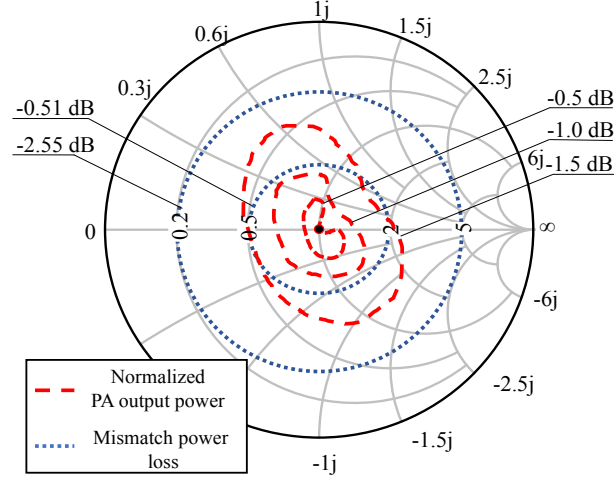 1j
0.6j
1.5j
0.3j
2.5j
-0.5 dB
-0.51 dB
-1.0 dB
-2.55 dB
6j
-1.5 dB
0
0.2
0.5
2
5
∞
-6j
-2.5j
-1.5j
-1j
Normalized
PA output power
Mismatch power
loss